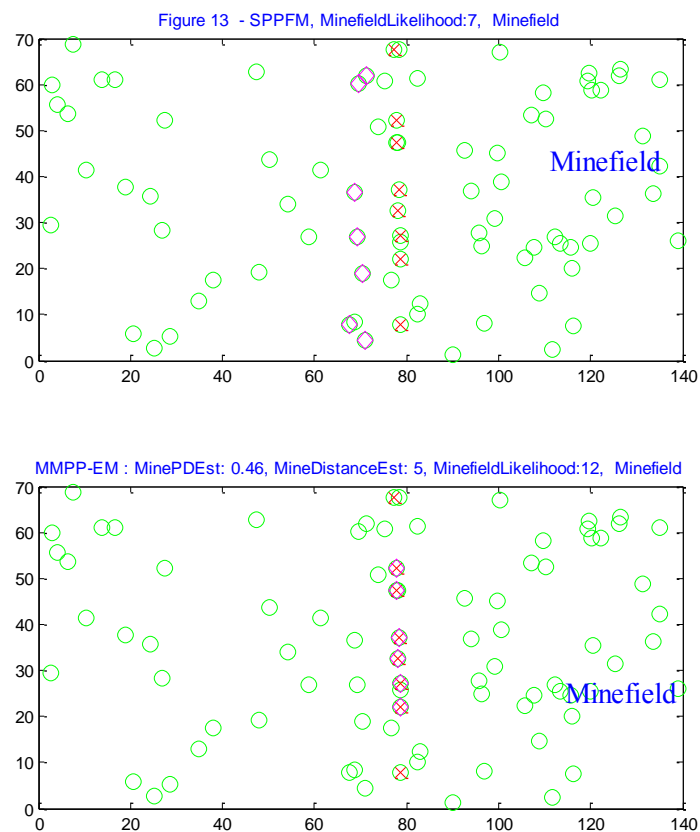 Figure 13 - SPPFM, MinefieldLikelihood:7, Minefield
70
60
50
40
30
20
10
0
Minefield
0 20 40 60 80 100 120 140
MMPP-EM : MinePDEst: 0.46, MineDistanceEst: 5, MinefieldLikelihood:12, Minefield
70
60
50
40
30
20
10
0
Minefield
0 20 40 60 80 100 120 140